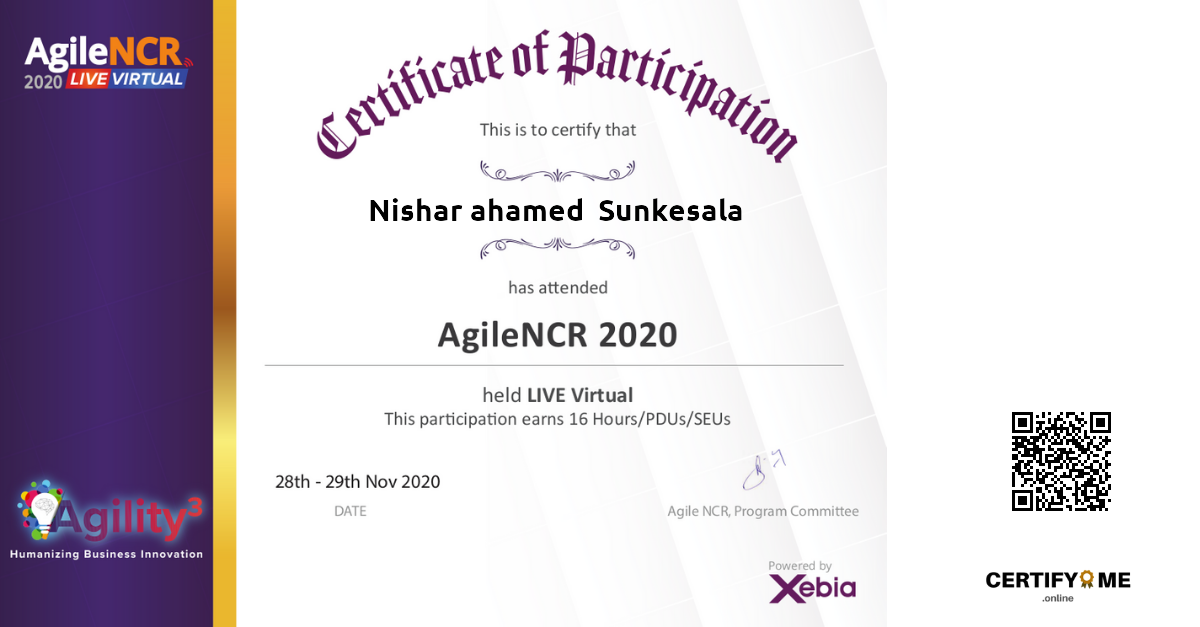 AgileNCR
2020 LIVE VIRTUAL
Certificate of Participation
This is to certify that
Nishar ahamed Sunkesala
has attended
AgileNCR 2020
held LIVE Virtual
This participation earns 16 Hours/PDUs/SEUs
28th - 29th Nov 2020
DATE
Agile NCR, Program Committee
Agility³
Humanizing Business Innovation
Powered by
Xebia
CERTIFY ME
.online